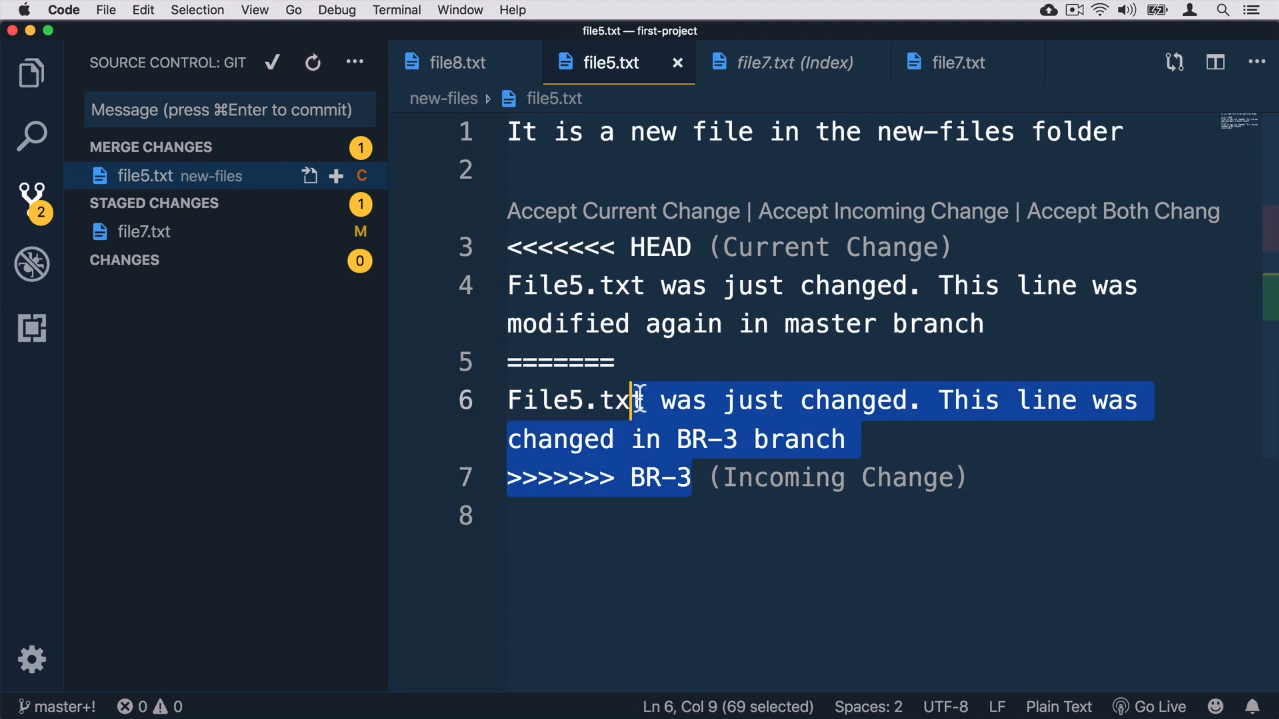 Code File Edit Selection View Go Debug Terminal Window Help
file5.txt — first-project
SOURCE CONTROL: GIT
Message (press ⌘Enter to commit)
MERGE CHANGES 1
file5.txt new-files C
2
STAGED CHANGES 1
file7.txt M
CHANGES 0
file8.txt file5.txt file7.txt (Index) file7.txt
new-files file5.txt
1 It is a new file in the new-files folder
2
Accept Current Change | Accept Incoming Change | Accept Both Chang
3 <<<<<<< HEAD (Current Change)
4 File5.txt was just changed. This line was
modified again in master branch
5 =======
6 File5.txt was just changed. This line was
changed in BR-3 branch
7 >>>>>>> BR-3 (Incoming Change)
8
master+! 0 0 Ln 6, Col 9 (69 selected) Spaces: 2 UTF-8 LF Plain Text Go Live